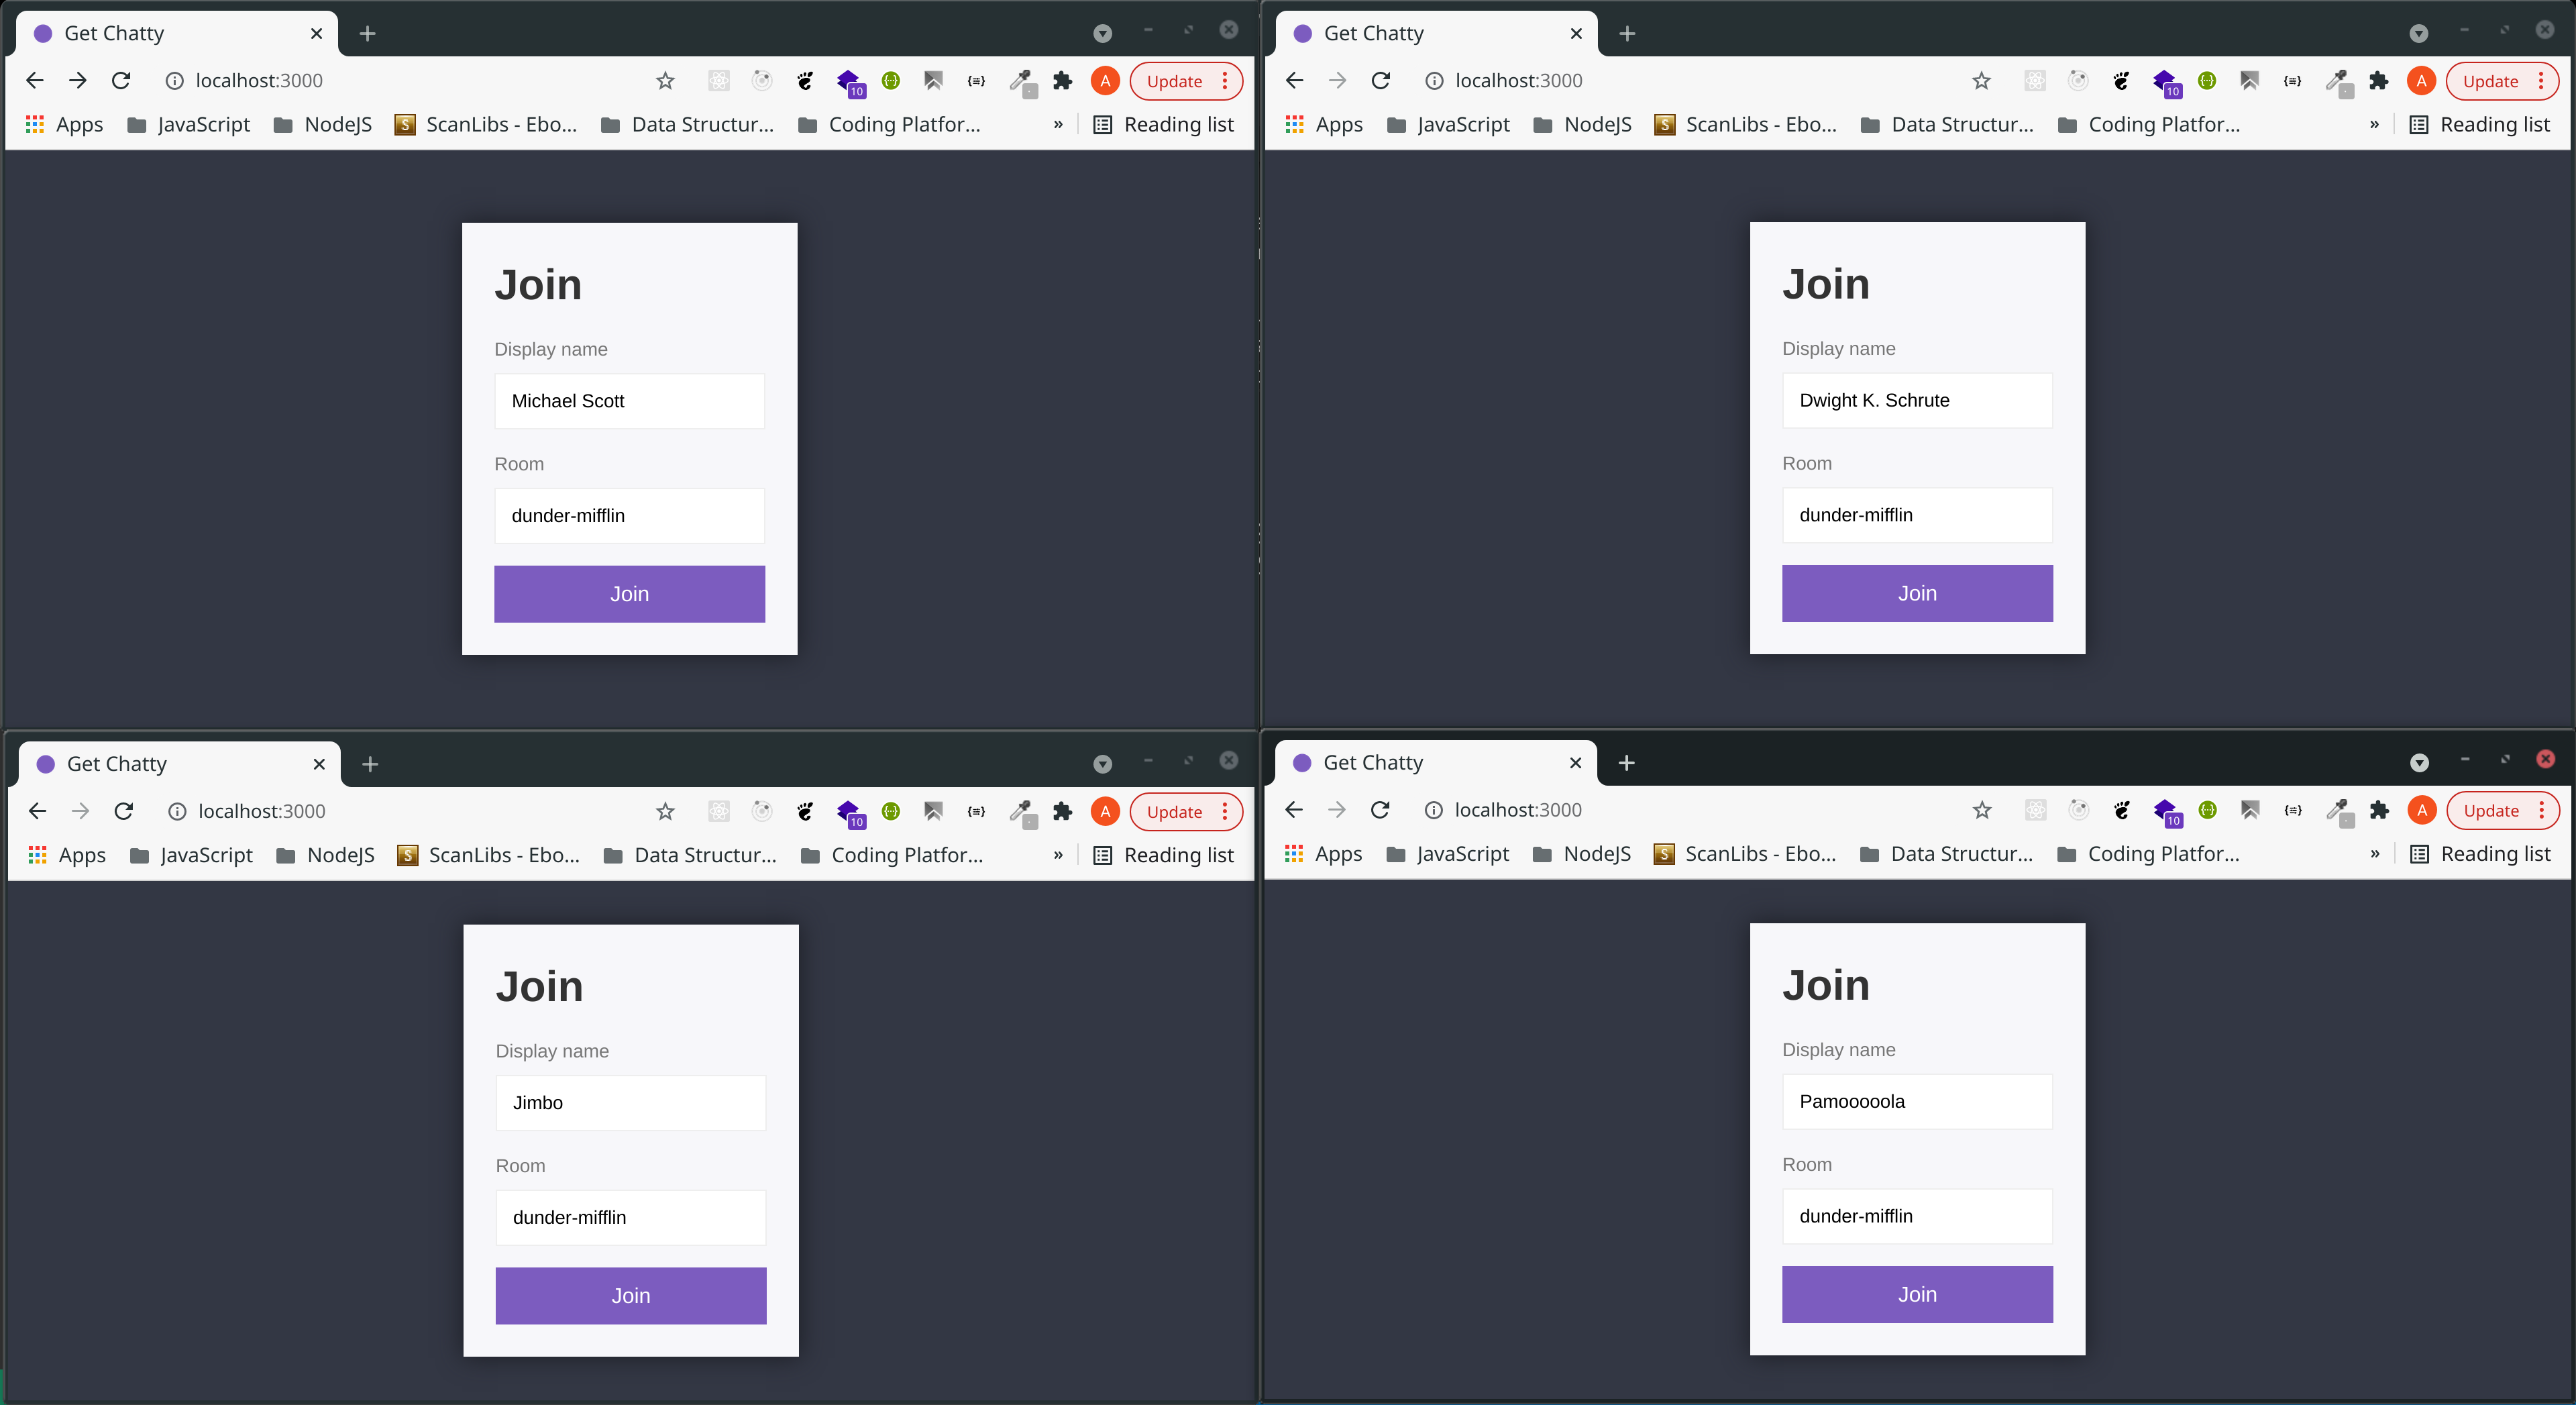 Get Chatty
localhost:3000
10
A
Update
Apps JavaScript NodeJS S ScanLibs - Ebo... Data Structur... Coding Platfor... » Reading list
Join
Display name
Michael Scott
Room
dunder-mifflin
Join
Get Chatty
localhost:3000
10
A
Update
Apps JavaScript NodeJS S ScanLibs - Ebo... Data Structur... Coding Platfor... » Reading list
Join
Display name
Dwight K. Schrute
Room
dunder-mifflin
Join
Get Chatty
localhost:3000
10
A
Update
Apps JavaScript NodeJS S ScanLibs - Ebo... Data Structur... Coding Platfor... » Reading list
Join
Display name
Jimbo
Room
dunder-mifflin
Join
Get Chatty
localhost:3000
10
A
Update
Apps JavaScript NodeJS S ScanLibs - Ebo... Data Structur... Coding Platfor... » Reading list
Join
Display name
Pamooooola
Room
dunder-mifflin
Join